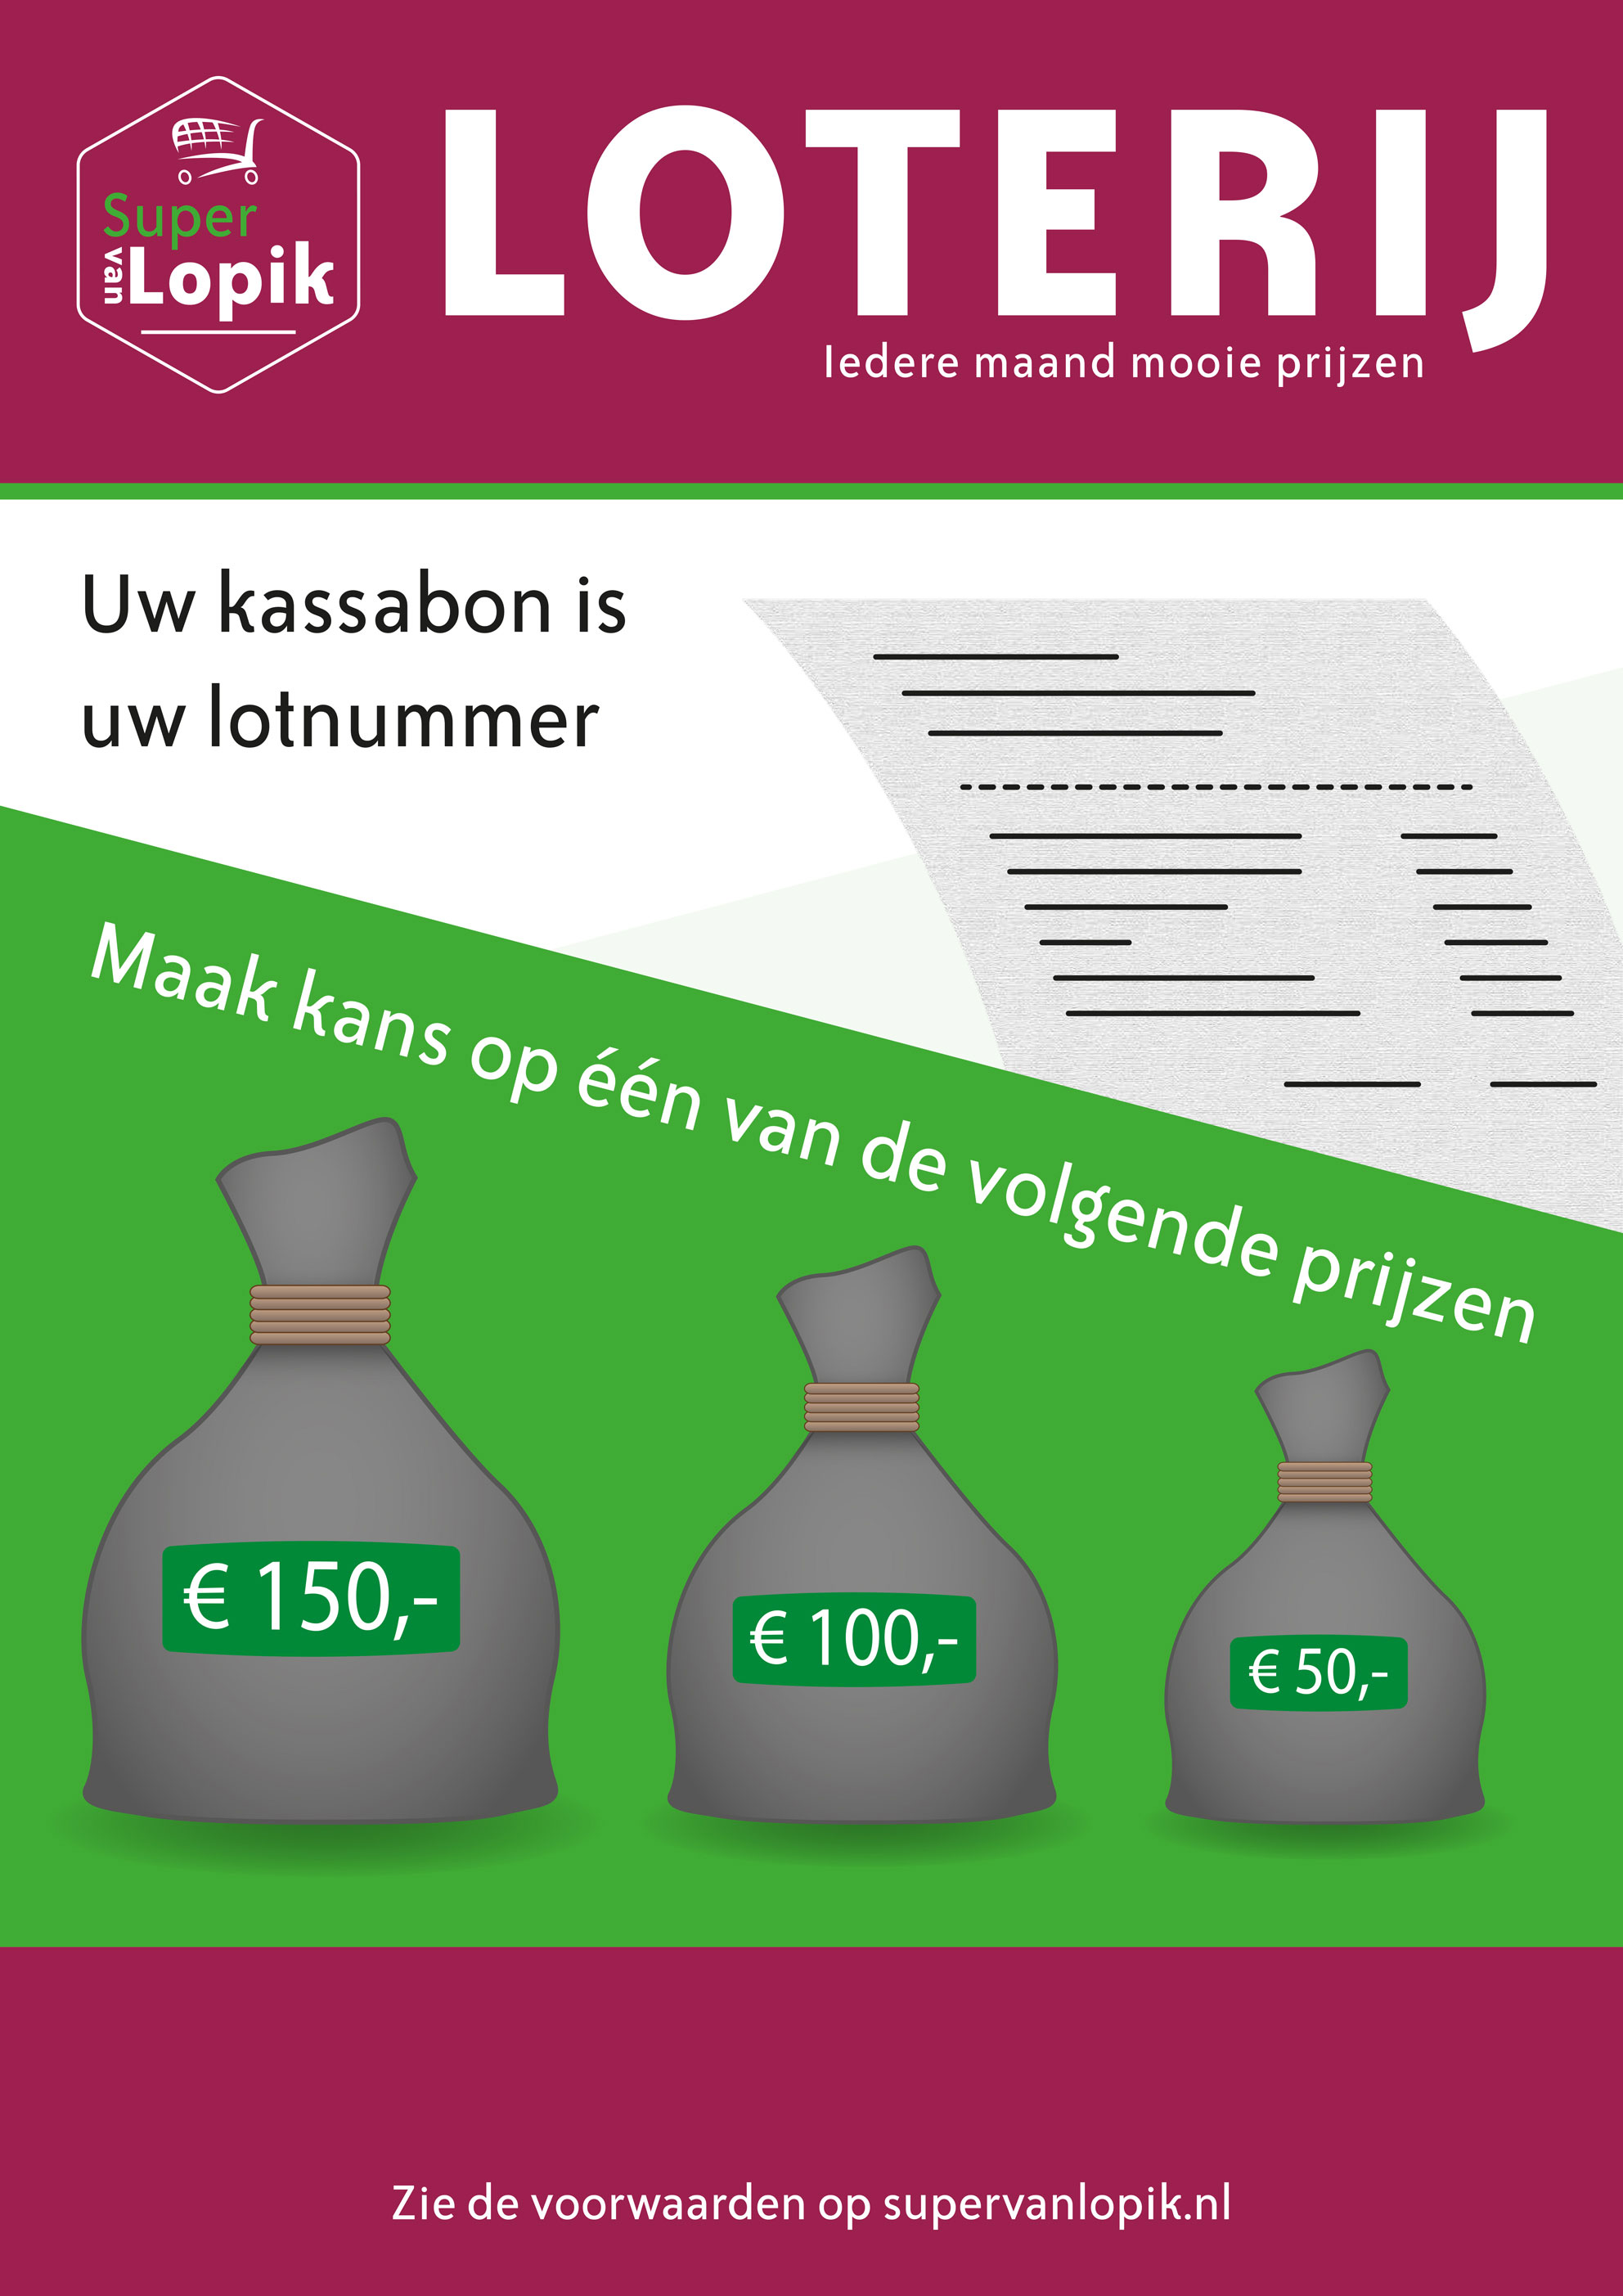 Super
van Lopik
LOTERIJ
Iedere maand mooie prijzen
Uw kassabon is
uw lotnummer
Maak kans op één van de volgende prijzen
€ 150,-
€ 100,-
€ 50,-
Zie de voorwaarden op supervanlopik.nl